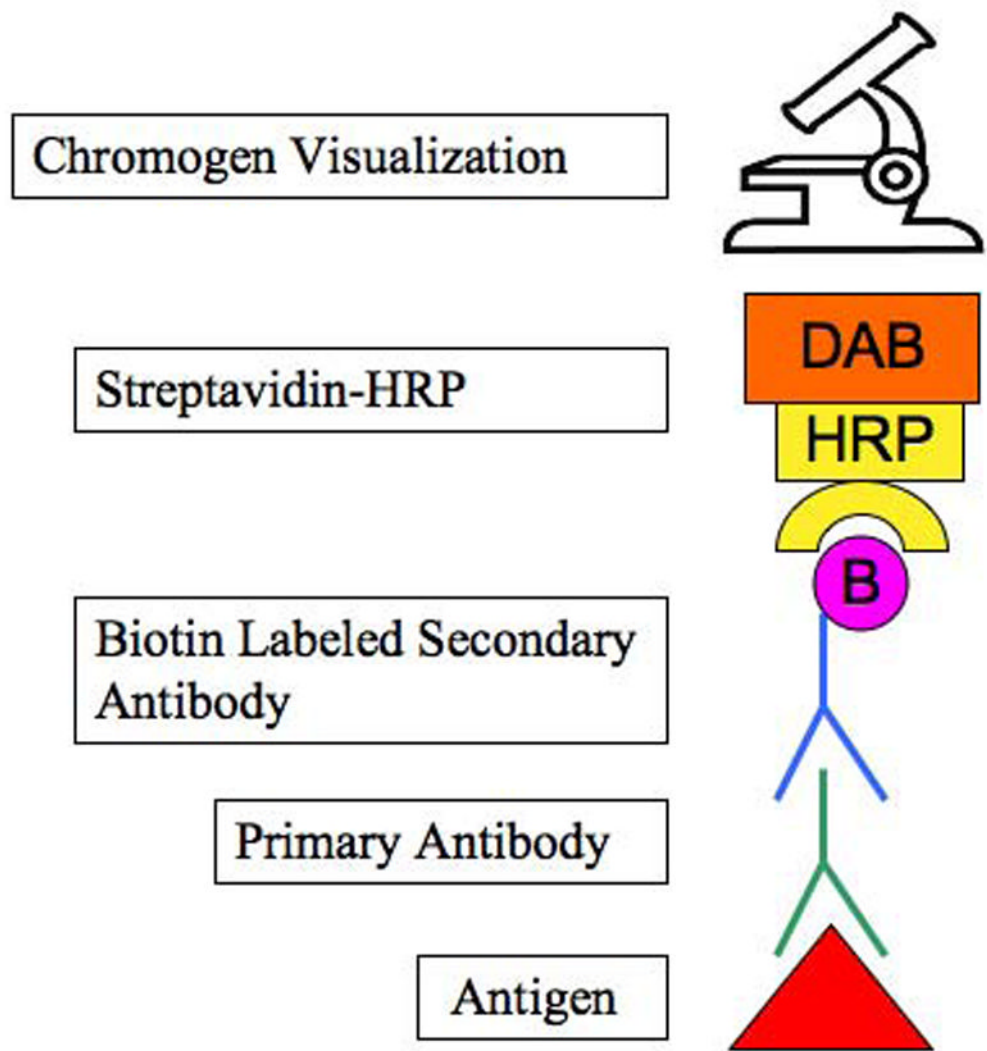 Chromogen Visualization
DAB
Streptavidin-HRP
HRP
B
Biotin Labeled Secondary
Antibody
Primary Antibody
Antigen